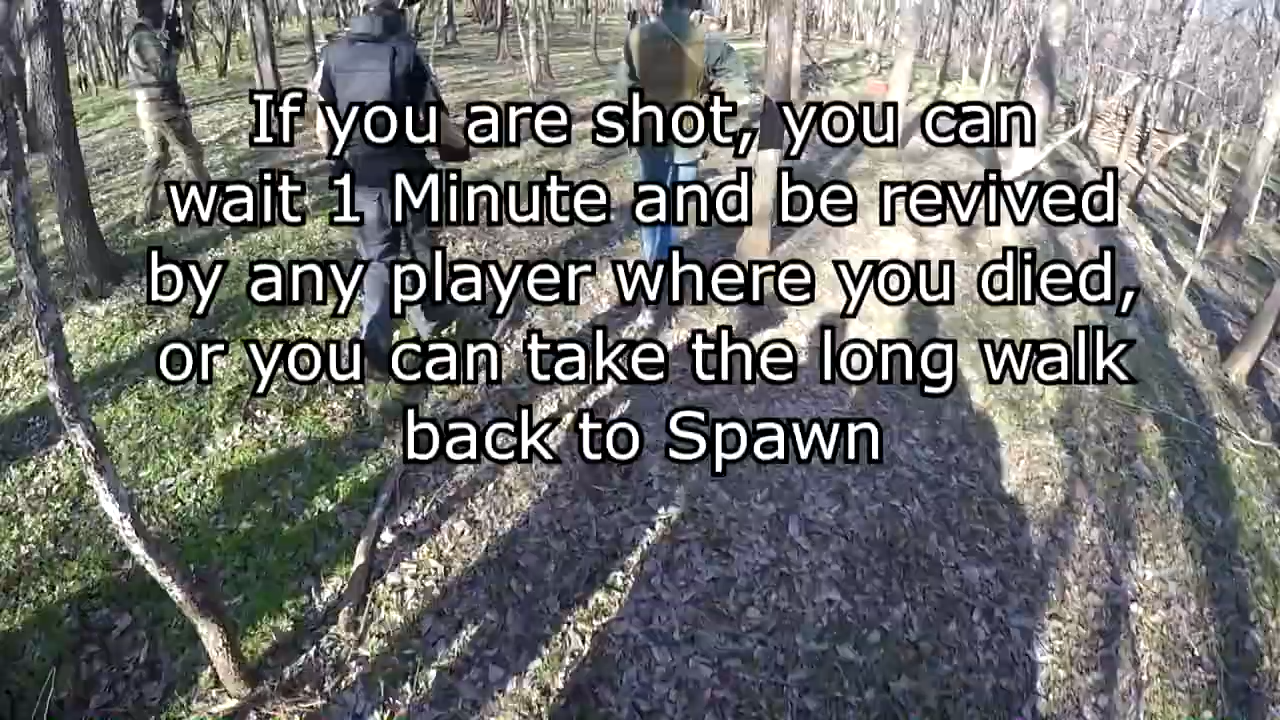 If you are shot, you can
wait 1 Minute and be revived
by any player where you died,
or you can take the long walk
back to Spawn